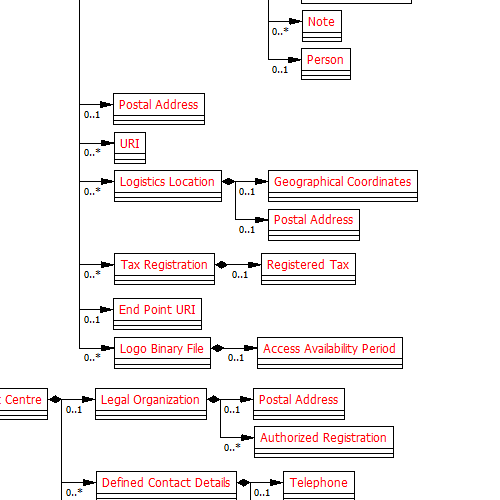 Note
0..*
Person
0..1
Postal Address
0..1
URI
0..*
Logistics Location
0..*
Geographical Coordinates
0..1
Postal Address
0..1
Tax Registration
0..*
Registered Tax
0..1
End Point URI
0..1
Logo Binary File
0..*
Access Availability Period
0..1
Centre
Legal Organization
0..1
Postal Address
0..1
Authorized Registration
0..*
Defined Contact Details
0..*
Telephone
0..1